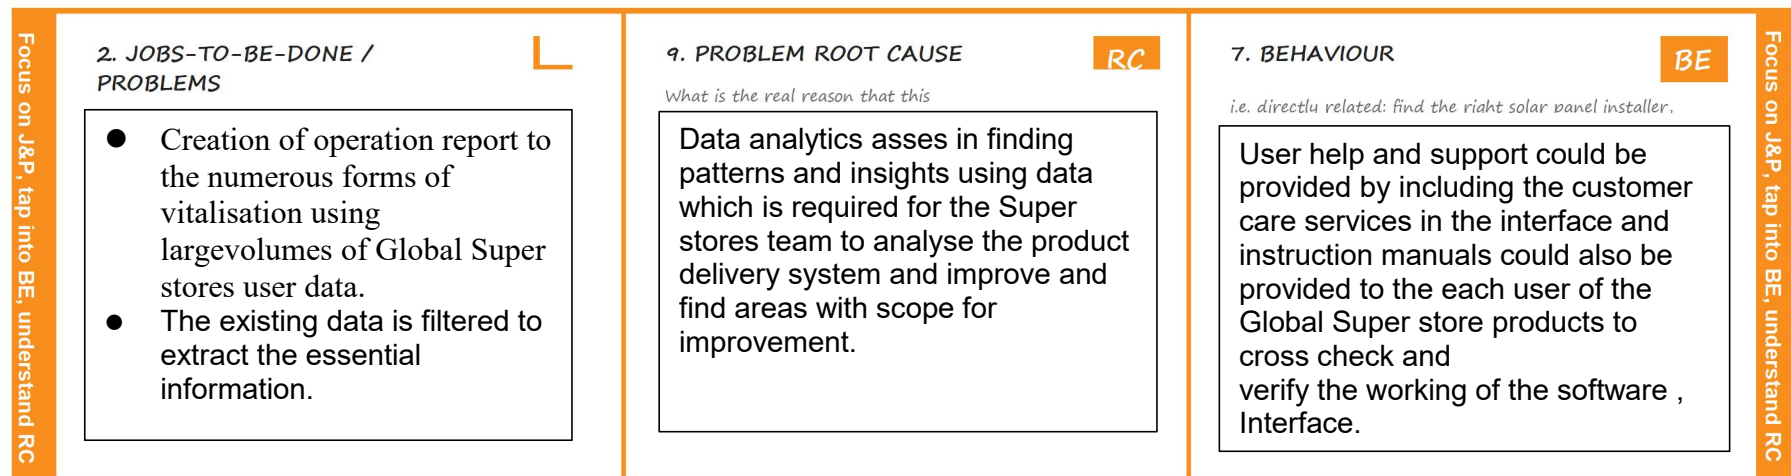 Focus on J&P, tap into BE, understand RC
2. JOBS-TO-BE-DONE /
PROBLEMS
● Creation of operation report to
the numerous forms of
vitalisation using
largevolumes of Global Super
stores user data.
● The existing data is filtered to
extract the essential
information.
9. PROBLEM ROOT CAUSE
RC
What is the real reason that this
Data analytics asses in finding
patterns and insights using data
which is required for the Super
stores team to analyse the product
delivery system and improve and
find areas with scope for
improvement.
7. BEHAVIOUR
BE
i.e. directly related: find the right solar panel installer,
User help and support could be
provided by including the customer
care services in the interface and
instruction manuals could also be
provided to the each user of the
Global Super store products to
cross check and
verify the working of the software ,
Interface.
Focus on J&P, tap into BE, understand RC